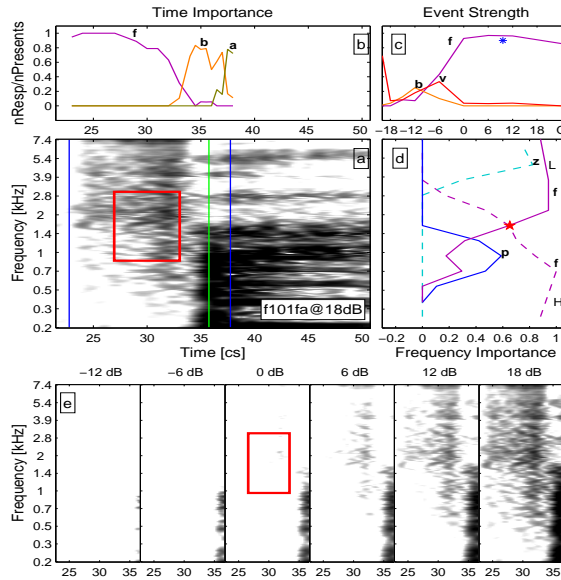 Time Importance
Event Strength
nResp/nPresents
1
0.8
0.6
0.4
0.2
0
25 30 35 40 45 50
f b a
b
−18 −12 −6 0 6 12
f b v
c
Frequency [kHz]
7.4
5.4
3.9
2.8
2
1.4
1
0.7
0.5
0.3
0.2
a
f101fa@18dB
25 30 35 40 45 50
Time [cs]
d
z L
f
p
f
H
−0.2 0 0.2 0.4 0.6 0.8 1
Frequency Importance
−12 dB −6 dB 0 dB 6 dB 12 dB 18 dB
e
Frequency [kHz]
7.4
5.4
3.9
2.8
2
1.4
1
0.7
0.5
0.3
0.2
25 30 35 25 30 35 25 30 35 25 30 35 25 30 35 25 30 35